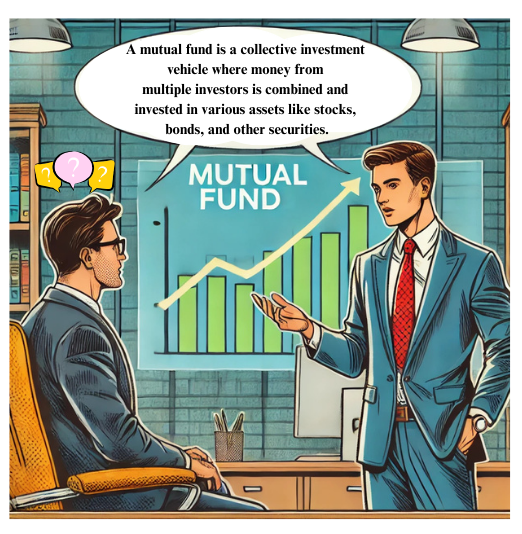 A mutual fund is a collective investment
vehicle where money from
multiple investors is combined and
invested in various assets like stocks,
bonds, and other securities.
? ? ?
MUTUAL
FUND